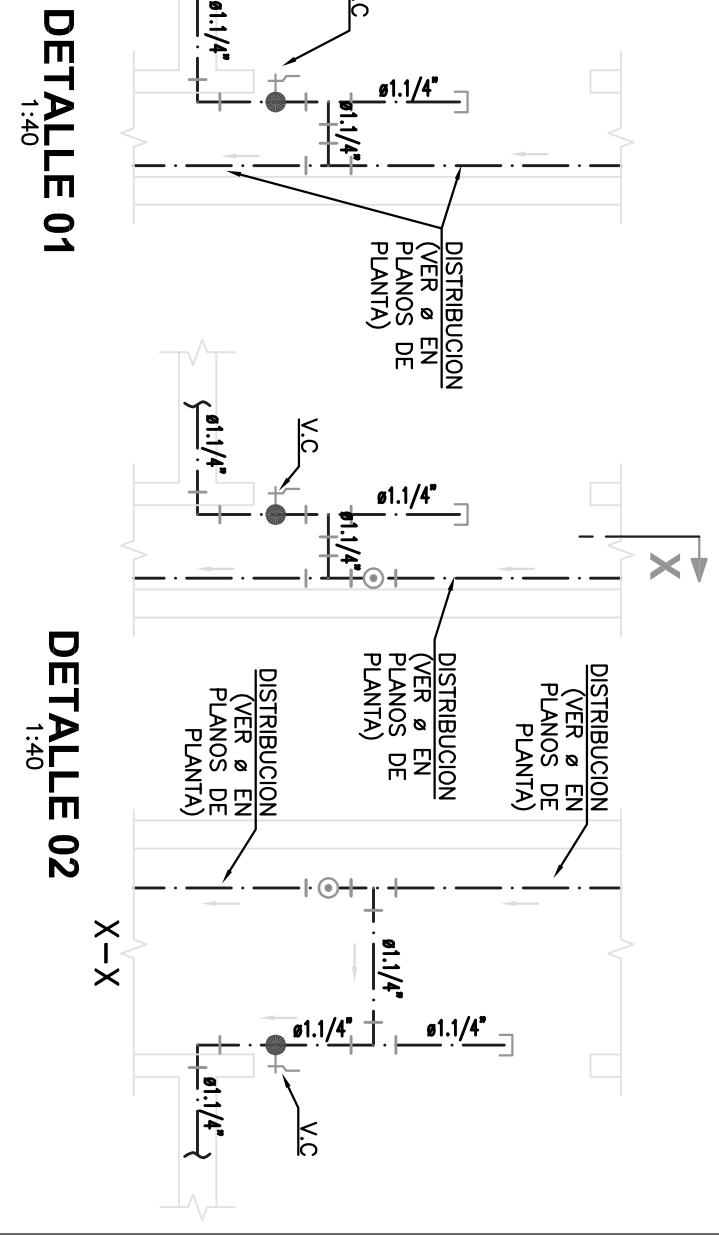 .C
ø1.1/4"
ø1.1/4"
ø1.1/4"
DISTRIBUCION
(VER ø EN
PLANOS DE
PLANTA)
DETALLE 01
1:40
V.C
ø1.1/4"
ø1.1/4"
ø1.1/4"
X
DISTRIBUCION
(VER ø EN
PLANOS DE
PLANTA)
DISTRIBUCION
(VER ø EN
PLANOS DE
PLANTA)
DISTRIBUCION
(VER ø EN
PLANOS DE
PLANTA)
ø1.1/4"
ø1.1/4"
ø1.1/4"
ø1.1/4"
V.C
X-X
DETALLE 02
1:40